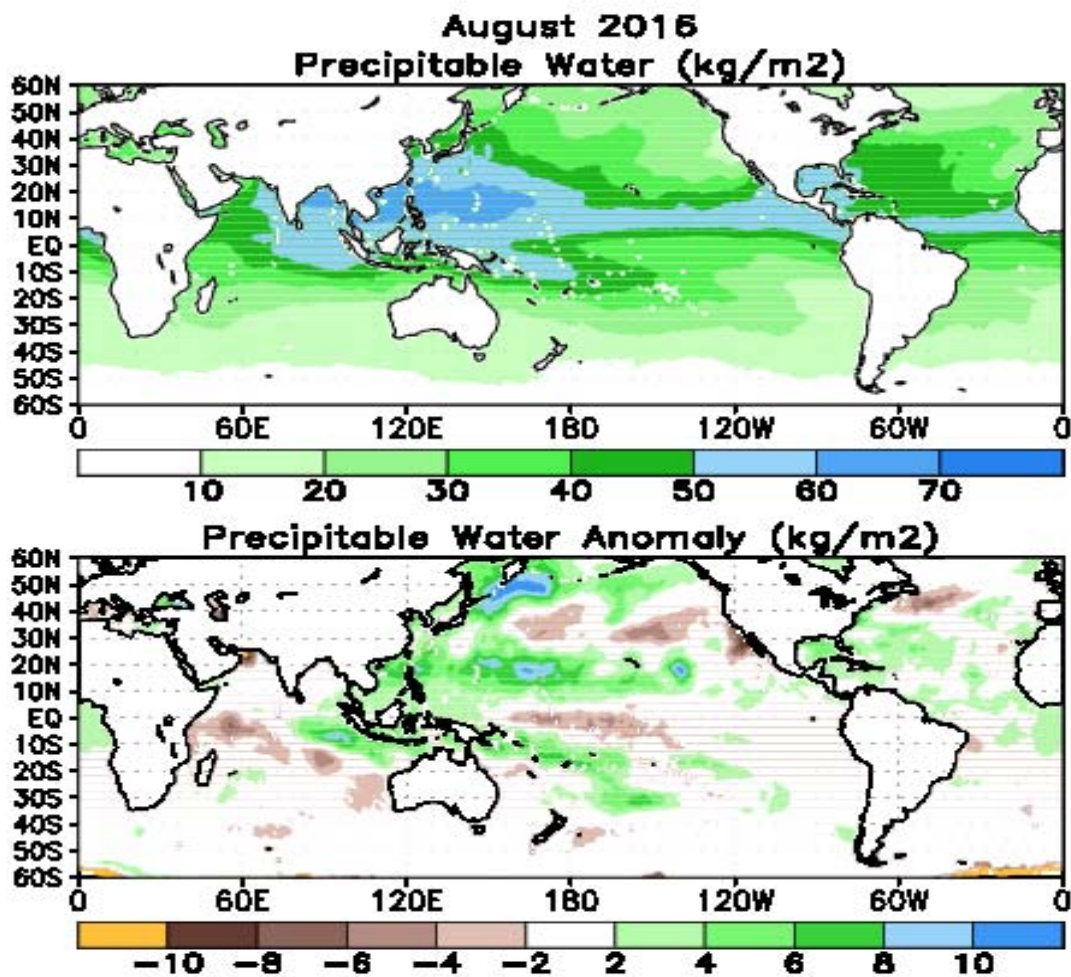 August 2016
Precipitable Water (kg/m2)
60N
50N
40N
30N
20N
10N
EQ
10S
20S
30S
40S
50S
60S
0 60E 120E 180 120W 60W 0
10 20 30 40 50 60 70
Precipitable Water Anomaly (kg/m2)
60N
50N
40N
30N
20N
10N
EQ
10S
20S
30S
40S
50S
60S
0 60E 120E 180 120W 60W 0
-10 -8 -6 -4 -2 2 4 6 8 10